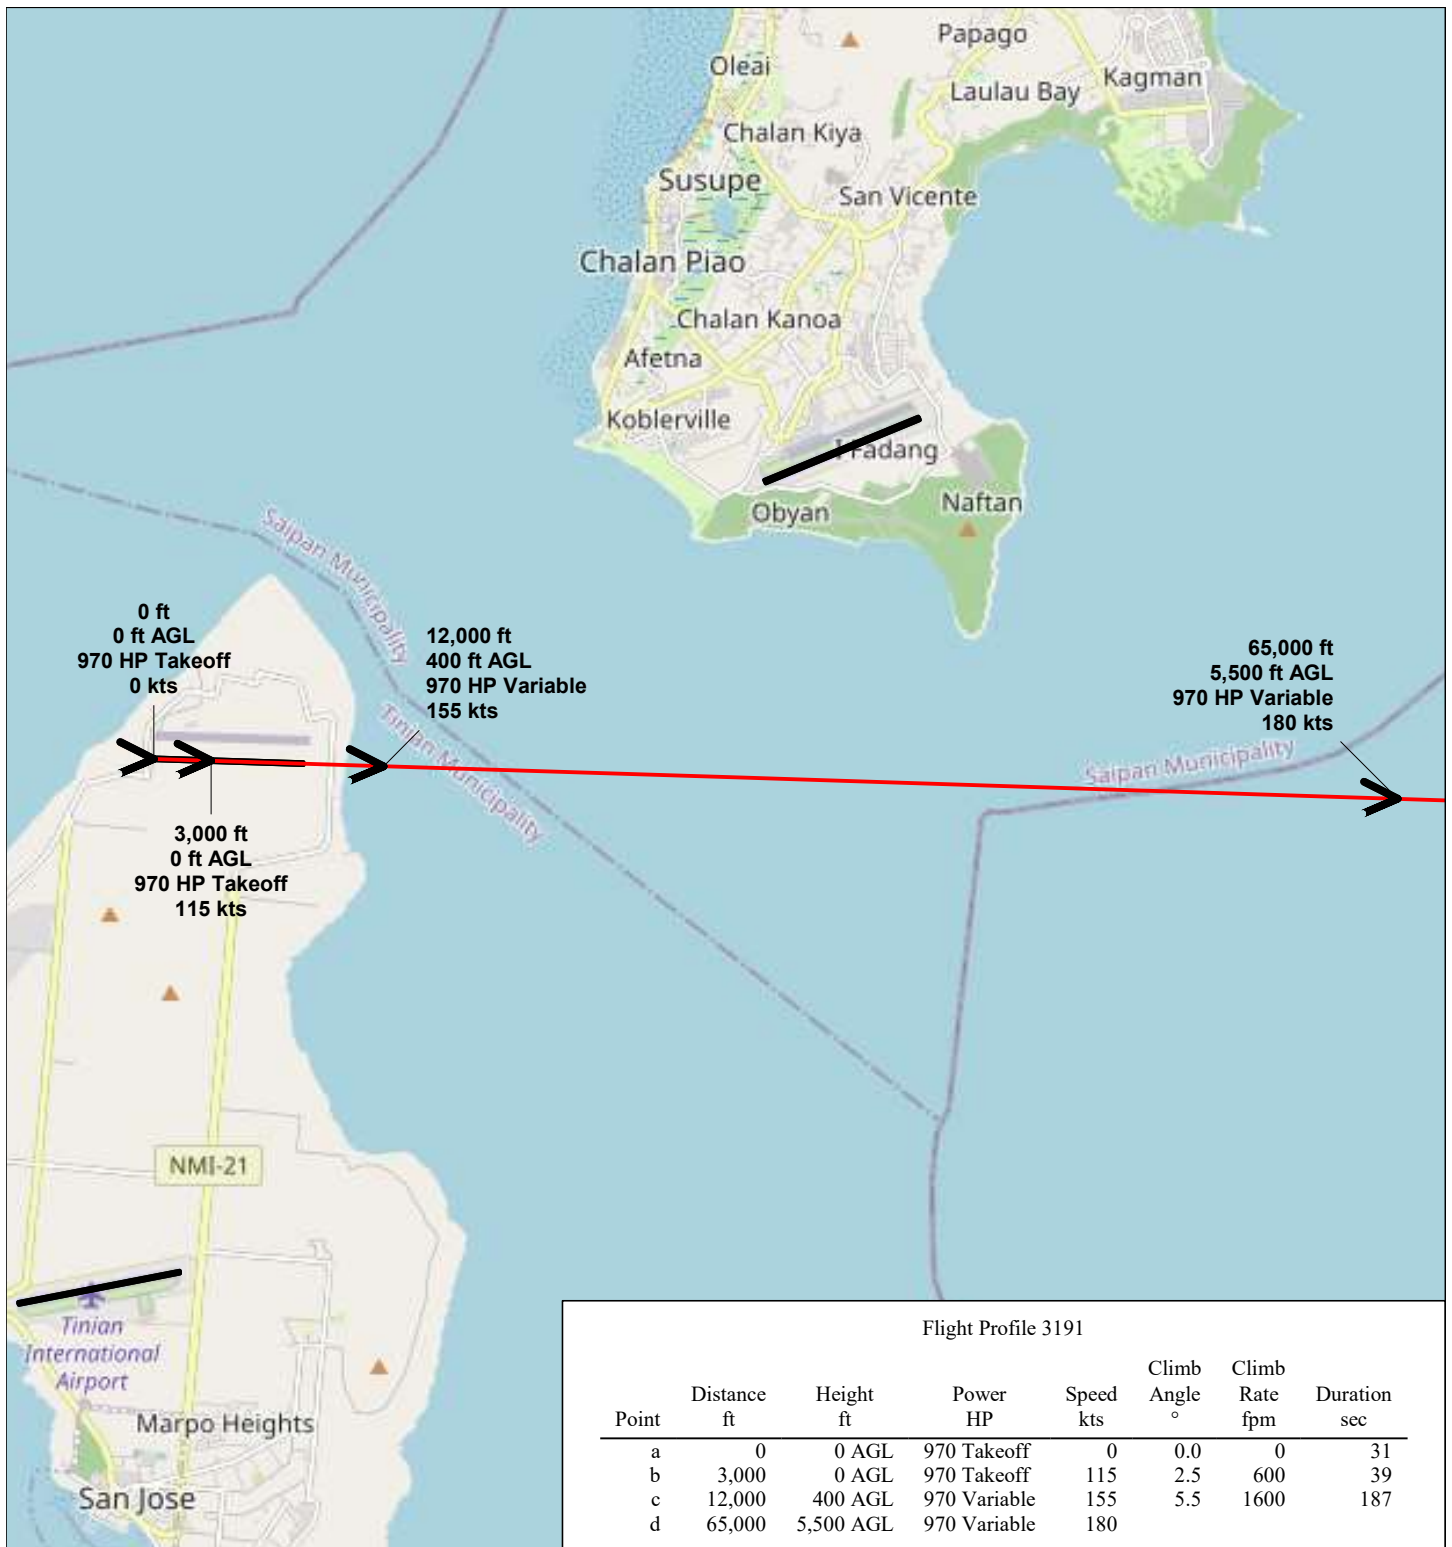 Papago
Oleai
Kagman
Laulau Bay
Chalan Kiya
Susupe
San Vicente
Chalan Piao
Chalan Kanoa
Afetna
Koblerville
I Fadang
Naftan
Obyan
Saipan Municipality
0 ft
0 ft AGL
970 HP Takeoff
0 kts
12,000 ft
400 ft AGL
970 HP Variable
155 kts
65,000 ft
5,500 ft AGL
970 HP Variable
180 kts
Tinian Municipality
Saipan Municipality
3,000 ft
0 ft AGL
970 HP Takeoff
115 kts
NMI-21
Tinian
International
Airport
Marpo Heights
San Jose
Flight Profile 3191
Climb Climb
Distance Height Power Speed Angle Rate Duration
Point ft ft HP kts ° fpm sec
a 0 0 AGL 970 Takeoff 0 0.0 0 31
b 3,000 0 AGL 970 Takeoff 115 2.5 600 39
c 12,000 400 AGL 970 Variable 155 5.5 1600 187
d 65,000 5,500 AGL 970 Variable 180